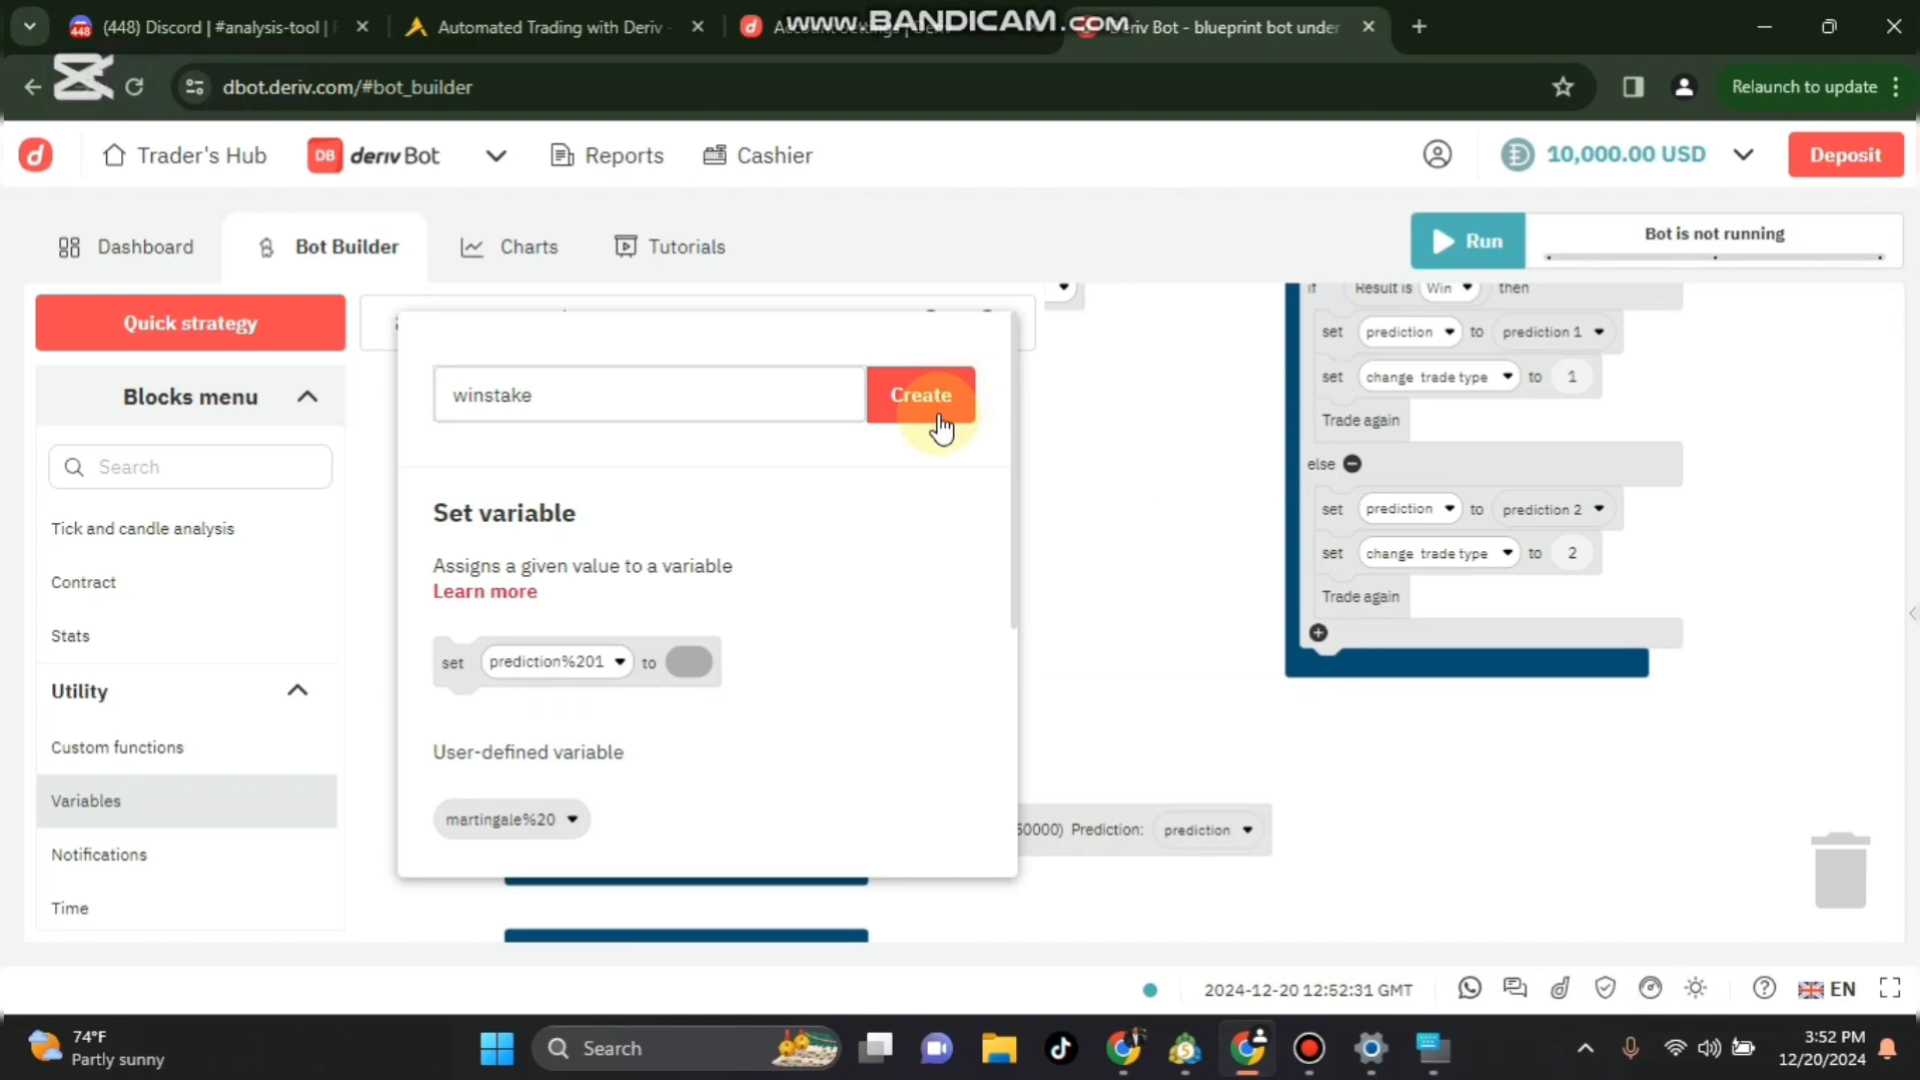 (448) Discord | #analysis-tool |
Automated Trading with Deriv -
www.BANDICAM.com
Deriv Bot - blueprint bot under
dbot.deriv.com/#bot_builder
Relaunch to update
Trader's Hub
DB deriv Bot
Reports
Cashier
10,000.00 USD
Deposit
Dashboard
Bot Builder
Charts
Tutorials
Run
Bot is not running
Quick strategy
Blocks menu
Search
Tick and candle analysis
Contract
Stats
Utility
Custom functions
Variables
Notifications
Time
winstake
Create
Set variable
Assigns a given value to a variable
Learn more
set prediction%201 to
User-defined variable
martingale%20
if Result is Win then
set prediction to prediction 1
set change trade type to 1
Trade again
else
set prediction to prediction 2
set change trade type to 2
Trade again
50000) Prediction: prediction
2024-12-20 12:52:31 GMT
EN
74°F
Partly sunny
Search
3:52 PM
12/20/2024